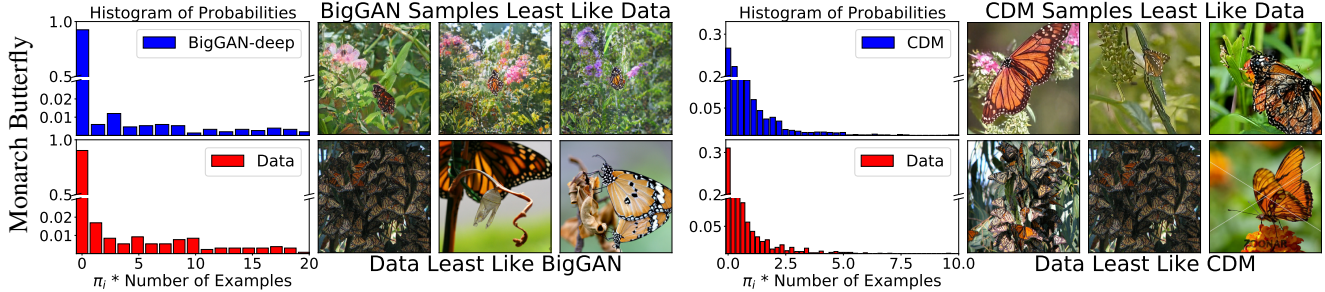 Histogram of Probabilities
BigGAN Samples Least Like Data
Histogram of Probabilities
CDM Samples Least Like Data
Monarch Butterfly
1.0
BigGAN-deep
0.5
0.02
0.01
0.3
CDM
0.2
0.05
1.0
Data
0.5
0.02
0.01
0 5 10 15 20
π_i * Number of Examples
Data Least Like BigGAN
0.3
Data
0.2
0.05
0.0 2.5 5.0 7.5 10.0
π_i * Number of Examples
ZOONAR
Data Least Like CDM